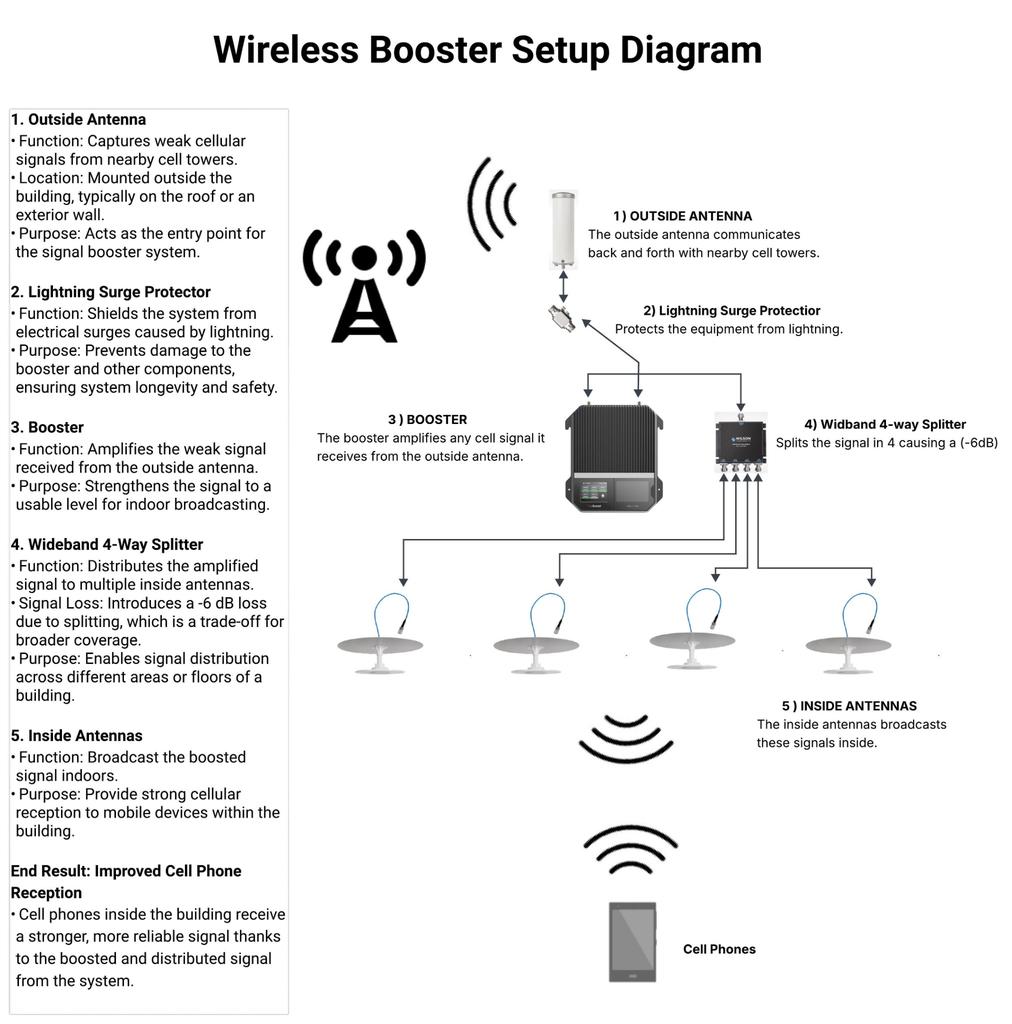 Wireless Booster Setup Diagram
1. Outside Antenna
• Function: Captures weak cellular
signals from nearby cell towers.
• Location: Mounted outside the
building, typically on the roof or an
exterior wall.
• Purpose: Acts as the entry point for
the signal booster system.
2. Lightning Surge Protector
• Function: Shields the system from
electrical surges caused by lightning.
• Purpose: Prevents damage to the
booster and other components,
ensuring system longevity and safety.
3. Booster
• Function: Amplifies the weak signal
received from the outside antenna.
• Purpose: Strengthens the signal to a
usable level for indoor broadcasting.
4. Wideband 4-Way Splitter
• Function: Distributes the amplified
signal to multiple inside antennas.
• Signal Loss: Introduces a -6 dB loss
due to splitting, which is a trade-off for
broader coverage.
• Purpose: Enables signal distribution
across different areas or floors of a
building.
5. Inside Antennas
• Function: Broadcast the boosted
signal indoors.
• Purpose: Provide strong cellular
reception to mobile devices within the
building.
End Result: Improved Cell Phone
Reception
• Cell phones inside the building receive
a stronger, more reliable signal thanks
to the boosted and distributed signal
from the system.
1 ) OUTSIDE ANTENNA
The outside antenna communicates
back and forth with nearby cell towers.
2) Lightning Surge Protectior
Protects the equipment from lightning.
3 ) BOOSTER
The booster amplifies any cell signal it
receives from the outside antenna.
WILSON
4) Widband 4-way Splitter
Splits the signal in 4 causing a (-6dB)
5 ) INSIDE ANTENNAS
The inside antennas broadcasts
these signals inside.
Cell Phones